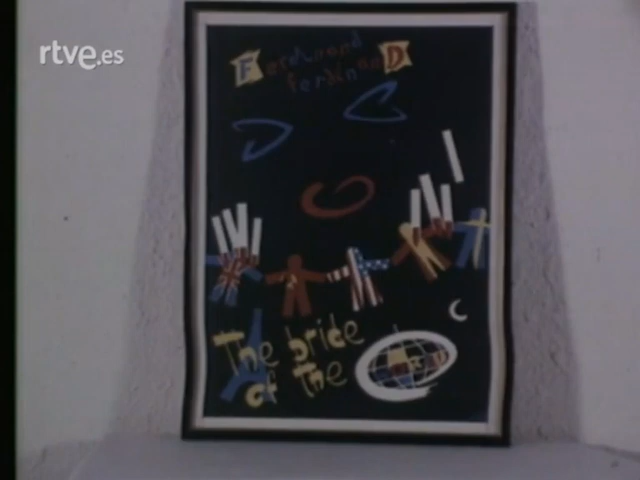 rtve.es
Ferdinand
FerdinanD
The bride
of the